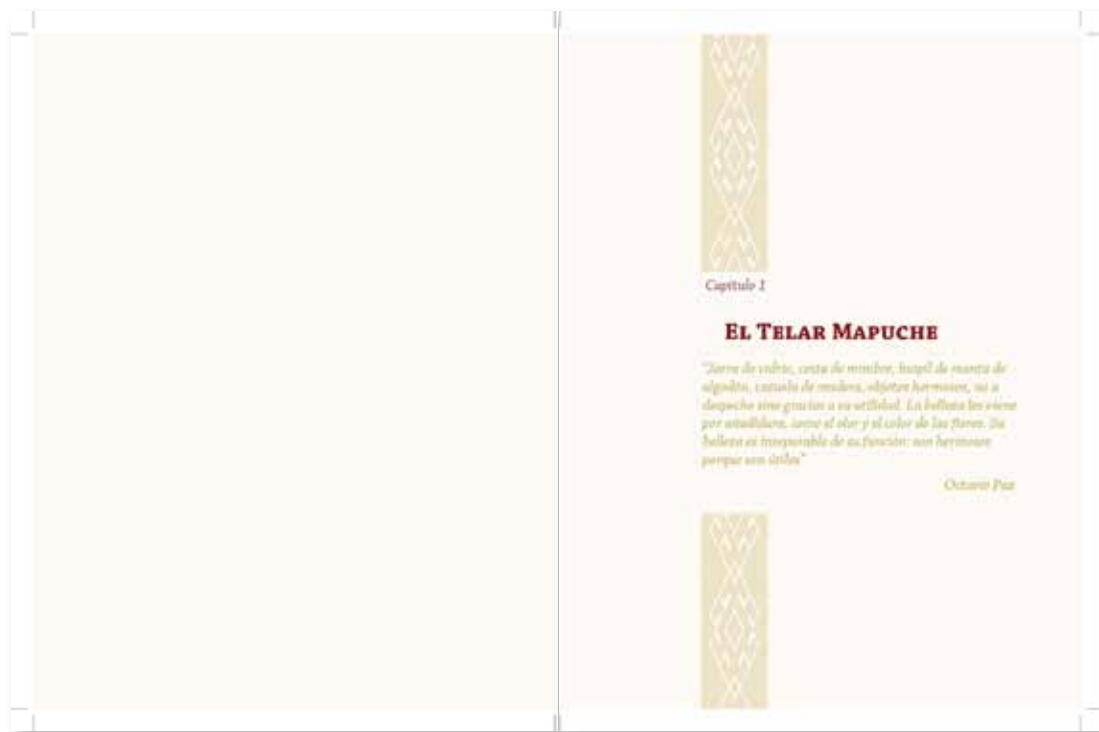 Capítulo 1
El Telar Mapuche
"Jarra de vidrio, cesta de mimbre, huipil de manta de
algodón, cazuela de madera, objetos hermosos, no a
despecho sino gracias a su utilidad. La belleza les viene
por añadidura, como el olor y el color de las flores. Su
belleza es inseparable de su función: son hermosos
porque son útiles"
Octavio Paz